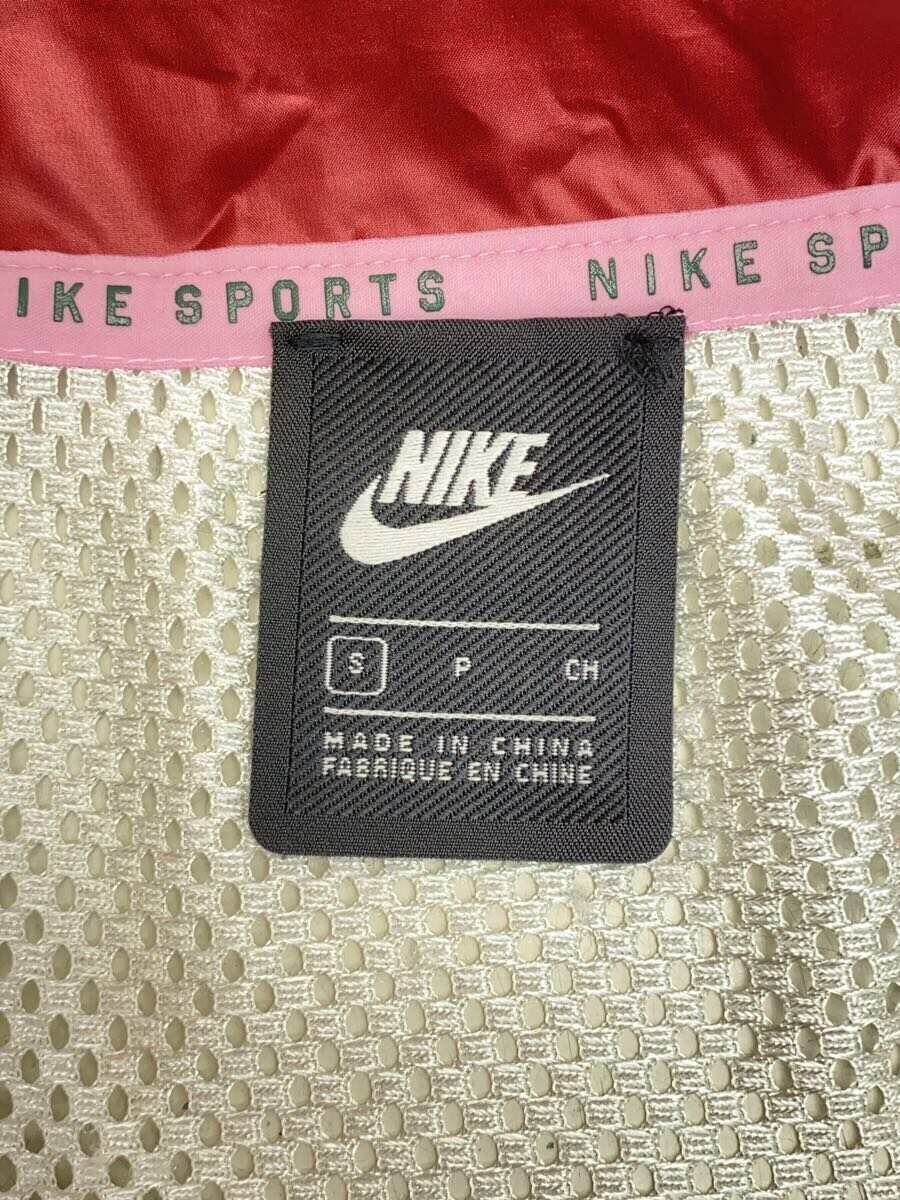 IKE SPORTS NIKE SP
NIKE
S P CH
MADE IN CHINA
FABRIQUE EN CHINE